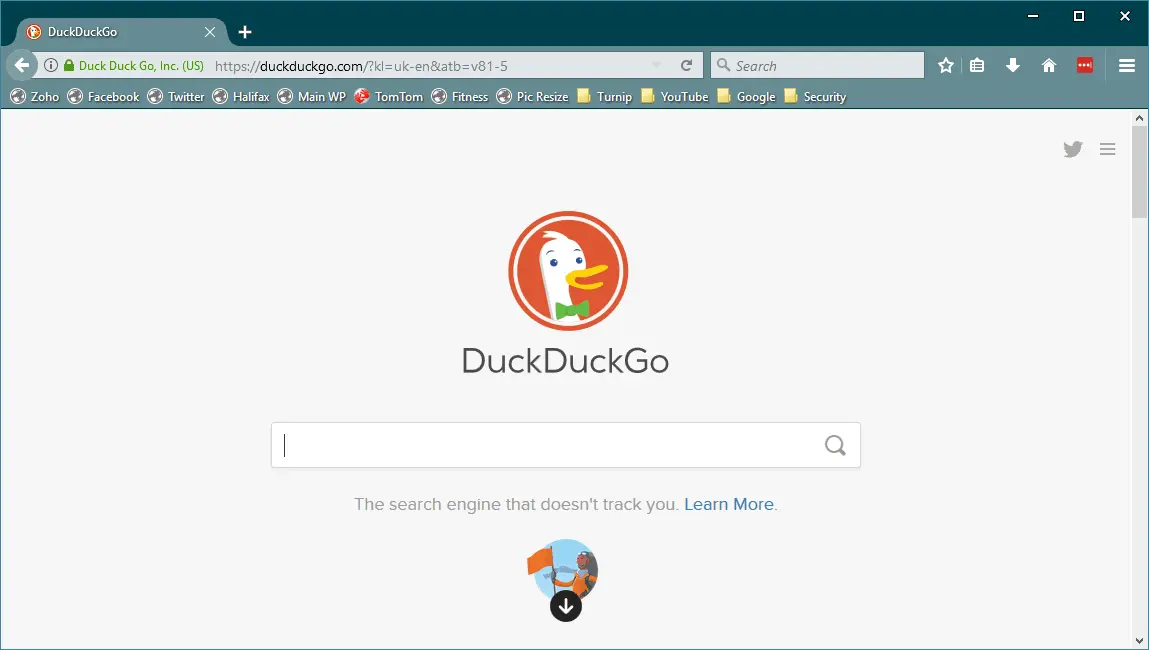 DuckDuckGo
Duck Duck Go, Inc. (US) https://duckduckgo.com/?kl=uk-en&atb=v81-5 Search
Zoho Facebook Twitter Halifax Main WP TomTom Fitness Pic Resize Turnip YouTube Google Security
DuckDuckGo
The search engine that doesn't track you. Learn More.